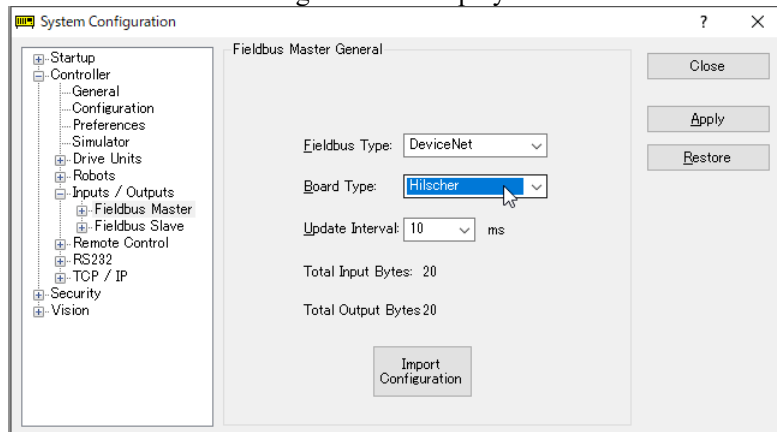 System Configuration
? ×
Startup
Controller
General
Configuration
Preferences
Simulator
Drive Units
Robots
Inputs / Outputs
Fieldbus Master
Fieldbus Slave
Remote Control
RS232
TCP / IP
Security
Vision
Fieldbus Master General
Fieldbus Type: DeviceNet
Board Type: Hilscher
Update Interval: 10 ms
Total Input Bytes: 20
Total Output Bytes 20
Import
Configuration
Close
Apply
Restore